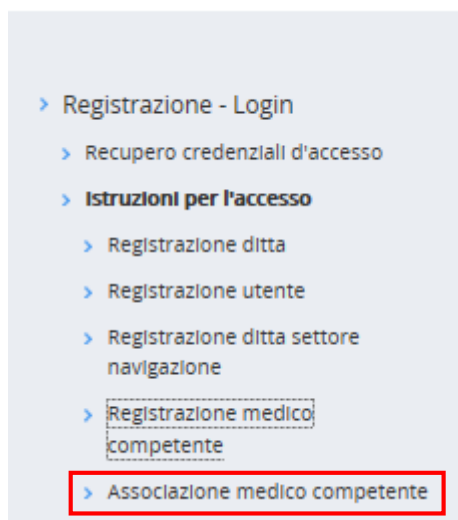 Registrazione - Login
Recupero credenziali d'accesso
Istruzioni per l'accesso
Registrazione ditta
Registrazione utente
Registrazione ditta settore
navigazione
Registrazione medico
competente
Associazione medico competente